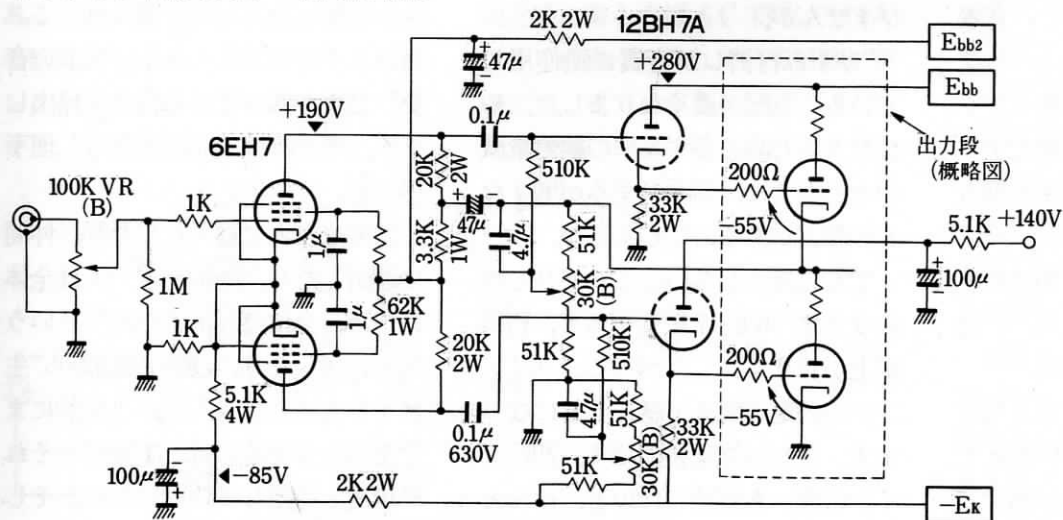 2K 2W
12BH7A
Ebb2
47μ
+280V
Ebb
+190V
0.1μ
出力段
(概略図)
6EH7
20K
2W
510K
200Ω
100K VR
(B)
1K
47μ
33K
2W
-55V
5.1K
+140V
1μ
3.3K
1W
4.7μ
51K
30K
(B)
100μ
1M
62K
1W
1μ
1K
20K
2W
51K
510K
200Ω
5.1K
4W
4.7μ
51K
33K
2W
-55V
0.1μ
630V
100μ
-85V
2K 2W
51K
30K (B)
-EK